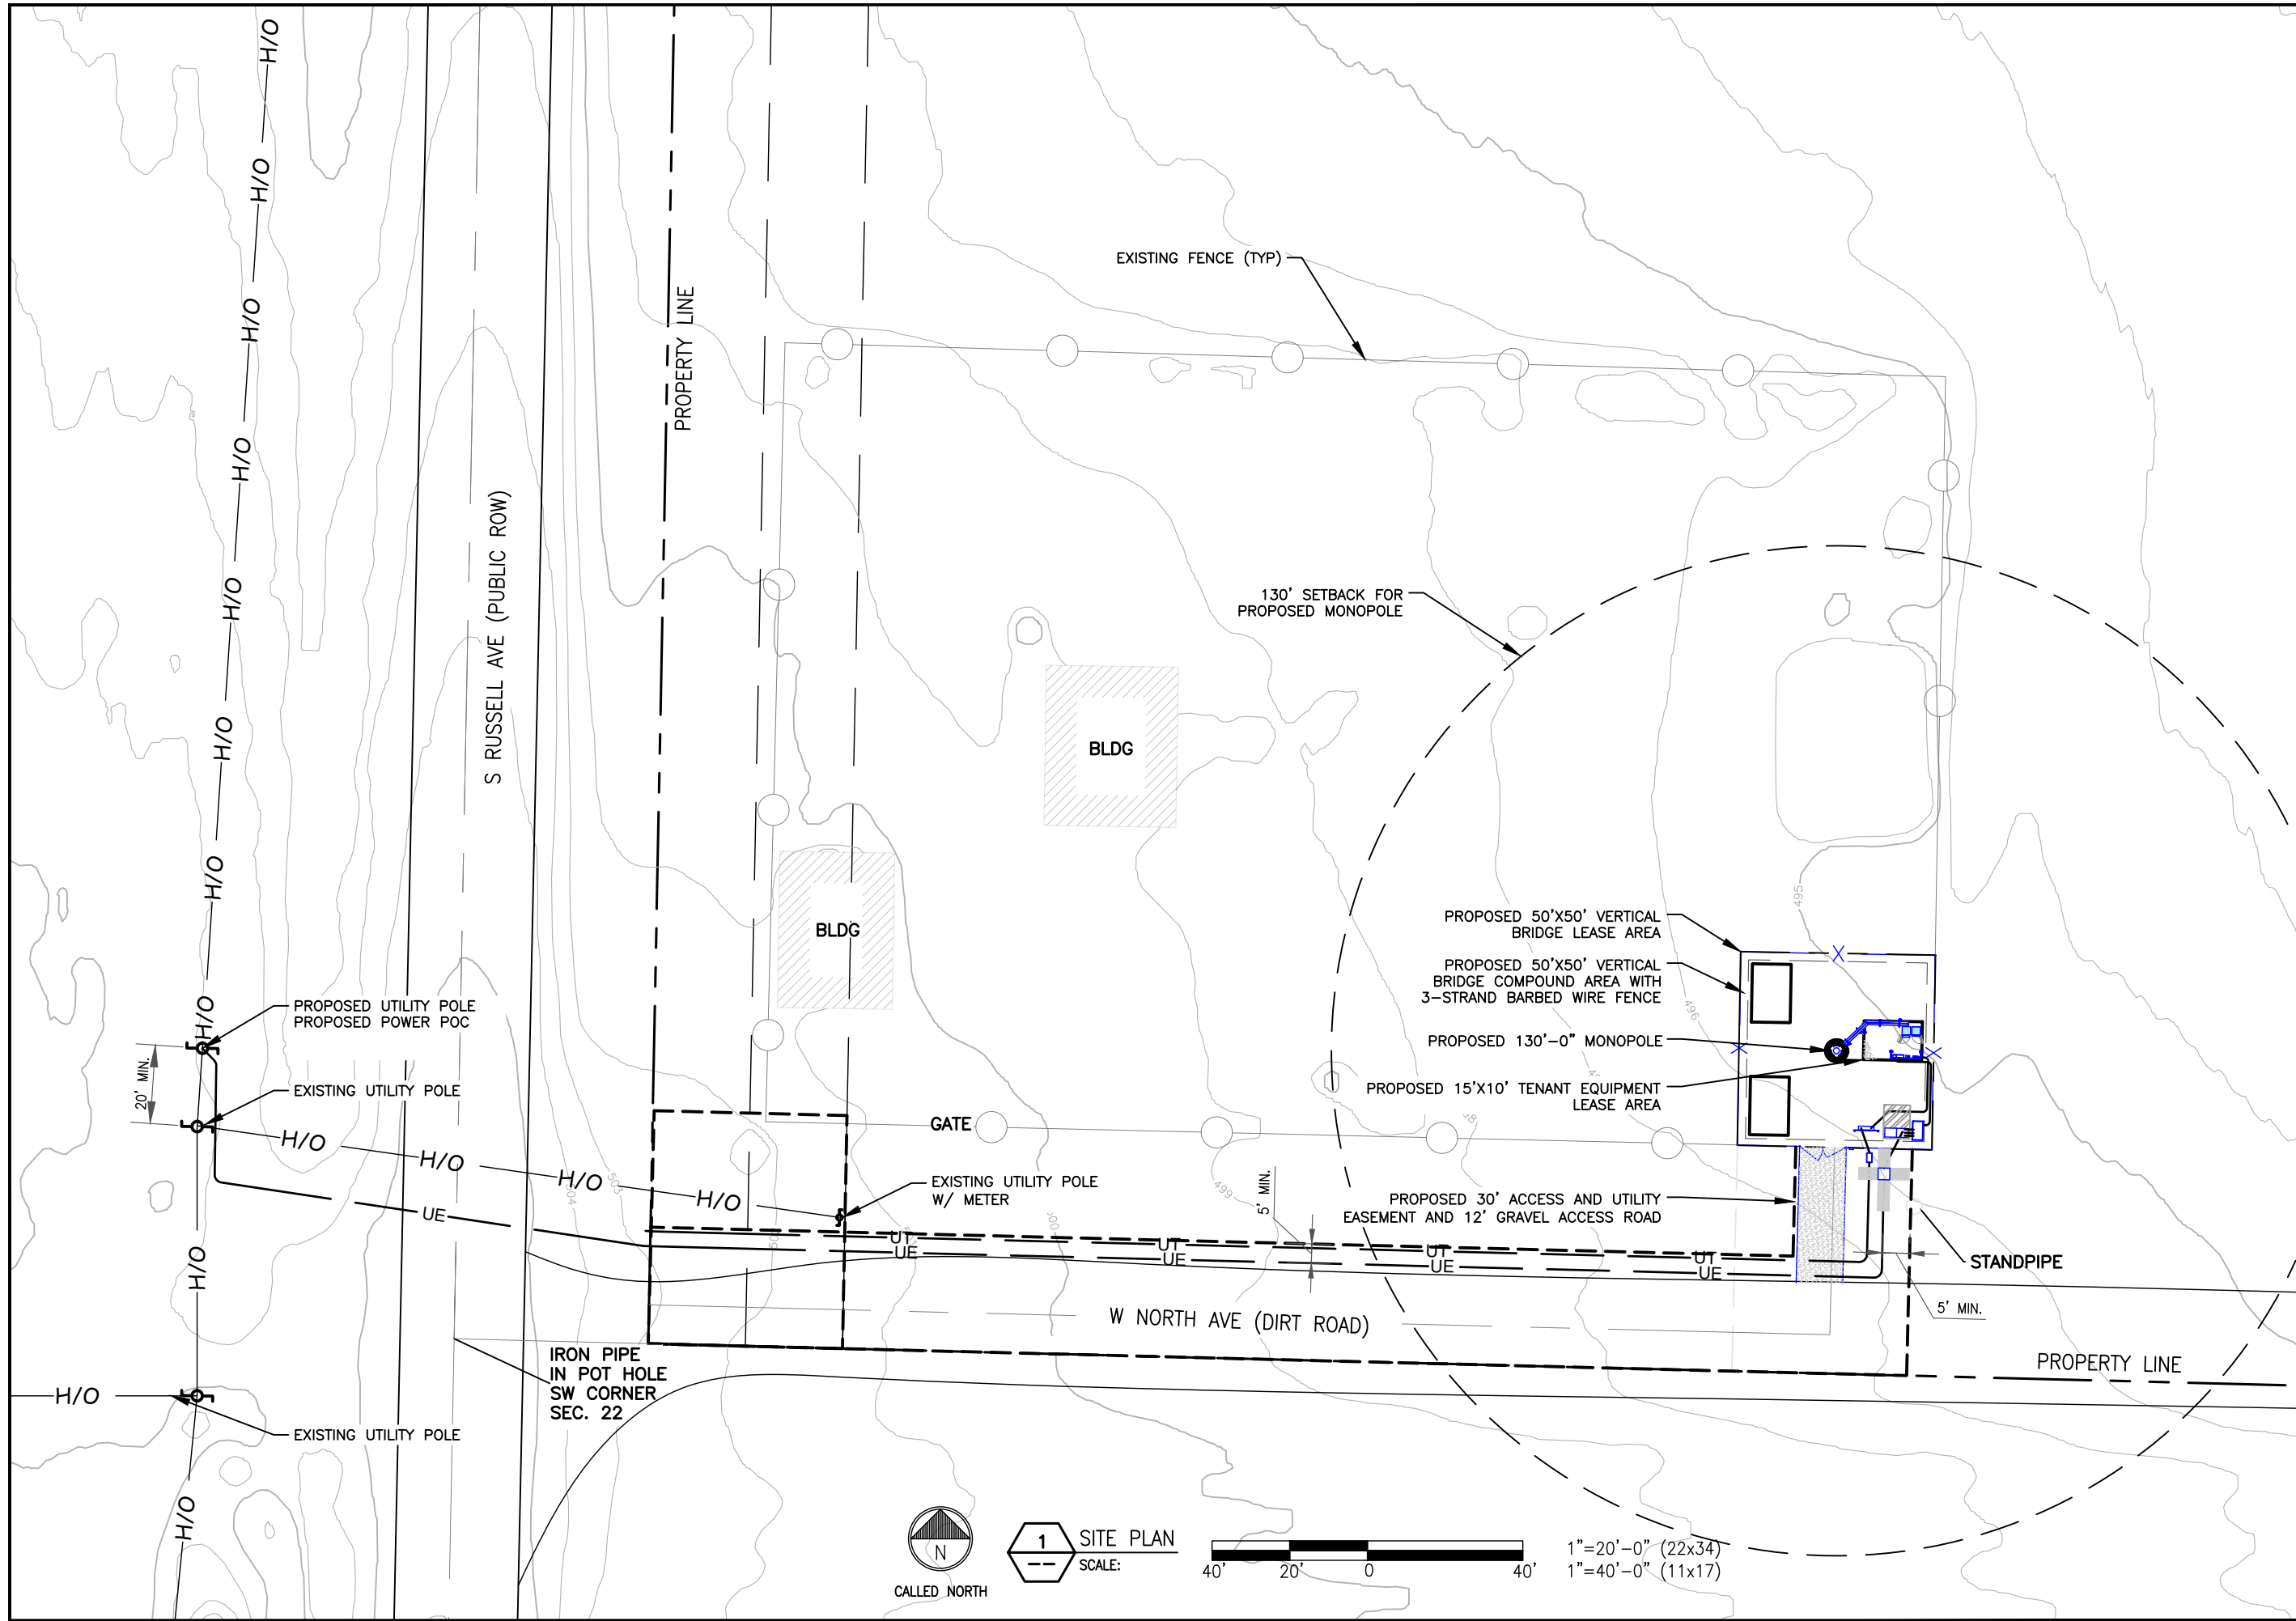 H/O
H/O
EXISTING FENCE (TYP)
H/O
PROPERTY LINE
H/O
S RUSSELL AVE (PUBLIC ROW)
H/O
130' SETBACK FOR
PROPOSED MONOPOLE
H/O
BLDG
H/O
495
PROPOSED 50'X50' VERTICAL
BRIDGE LEASE AREA
BLDG
PROPOSED 50'X50' VERTICAL
BRIDGE COMPOUND AREA WITH
3-STRAND BARBED WIRE FENCE
496
H/O
PROPOSED UTILITY POLE
PROPOSED POWER POC
PROPOSED 130'-0" MONOPOLE
20' MIN.
EXISTING UTILITY POLE
PROPOSED 15'X10' TENANT EQUIPMENT
LEASE AREA
GATE
H/O
H/O
H/O
H/O
504
503
EXISTING UTILITY POLE
W/ METER
499
5' MIN.
PROPOSED 30' ACCESS AND UTILITY
EASEMENT AND 12' GRAVEL ACCESS ROAD
UE
UT
UT
UT
UT
UE
UE
UE
UE
STANDPIPE
H/O
5' MIN.
W NORTH AVE (DIRT ROAD)
IRON PIPE
IN POT HOLE
SW CORNER
SEC. 22
PROPERTY LINE
H/O
EXISTING UTILITY POLE
H/O
N
CALLED NORTH
1
SITE PLAN
SCALE:
40' 20' 0 40'
1"=20'-0" (22x34)
1"=40'-0" (11x17)